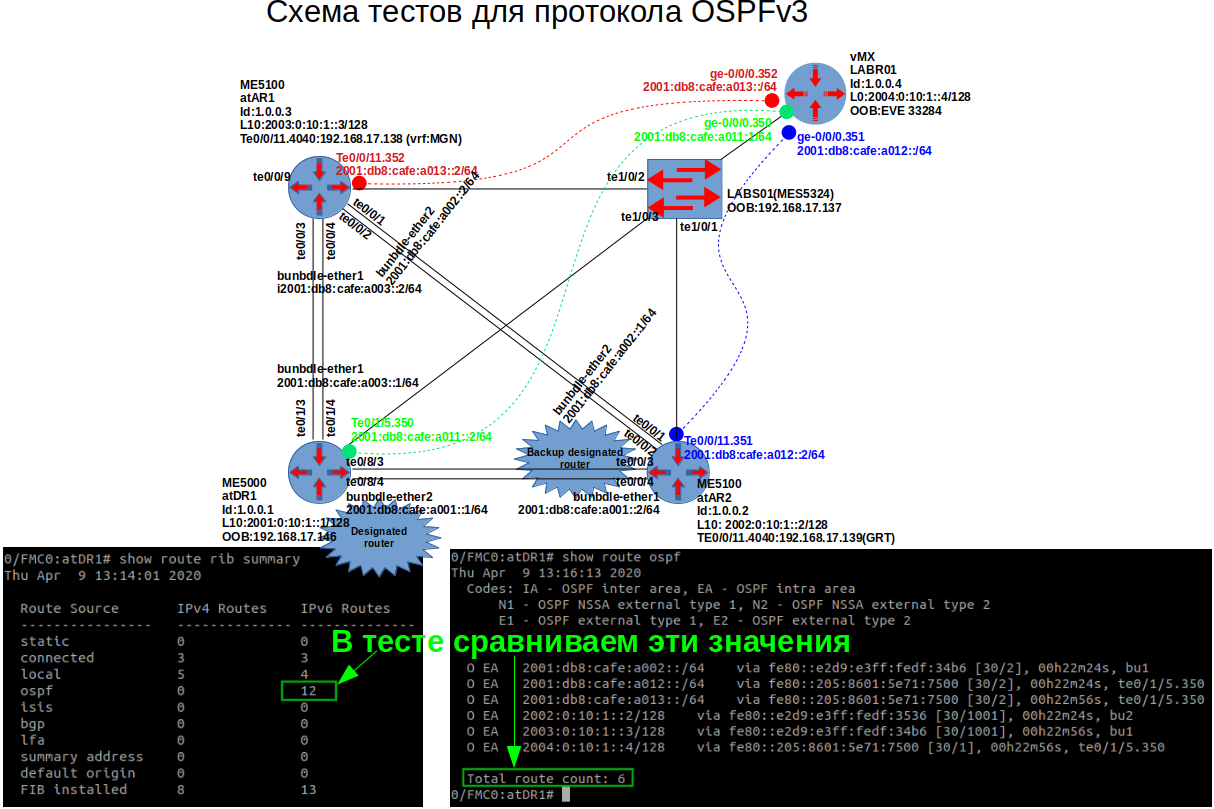 Схема тестов для протокола OSPFv3
vMX
LABR01
Id:1.0.0.4
L0:2004:0:10:1::4/128
OOB:EVE 33284
ge-0/0/0.352
2001:db8:cafe:a013::/64
ge-0/0/0.350
2001:db8:cafe:a011:1/64
ge-0/0/0.351
2001:db8:cafe:a012::/64
ME5100
atAR1
Id:1.0.0.3
L10:2003:0:10:1::3/128
Te0/0/11.4040:192.168.17.138 (vrf:MGN)
Te0/0/11.352
2001:db8:cafe:a013::2/64
te0/0/9
te1/0/2
LABS01(MES5324)
OOB:192.168.17.137
te1/0/3
te1/0/1
te0/0/1
te0/0/2
bunbdle-ether2
2001:db8:cafe:a002::2/64
te0/0/3
te0/0/4
bunbdle-ether1
i2001:db8:cafe:a003::2/64
bunbdle-ether1
2001:db8:cafe:a003::1/64
te0/1/3
te0/1/4
bunbdle-ether2
2001:db8:cafe:a002::1/64
te0/0/1
te0/0/2
Te0/1/5.350
2001:db8:cafe:a011::2/64
Te0/0/11.351
2001:db8:cafe:a012::2/64
Backup designated
router
te0/8/3
te0/8/4
te0/0/3
te0/0/4
bunbdle-ether2
2001:db8:cafe:a001::1/64
bunbdle-ether1
2001:db8:cafe:a001::2/64
ME5000
atDR1
Id:1.0.0.1
L10:2001:0:10:1::1/128
OOB:192.168.17.146
Designated
router
ME5100
atAR2
Id:1.0.0.2
L10: 2002:0:10:1::2/128
TE0/0/11.4040:192.168.17.139(GRT)
0/FMC0:atDR1# show route rib summary
Thu Apr  9 13:14:01 2020
Route Source IPv4 Routes IPv6 Routes
---------------- -------------- --------------
static 0 0
connected 3 3
local 5 4
ospf 0 12
isis 0 0
bgp 0 0
lfa 0 0
summary address 0 0
default origin 0 0
FIB installed 8 13
В тесте сравниваем эти значения
0/FMC0:atDR1# show route ospf
Thu Apr  9 13:16:13 2020
Codes: IA - OSPF inter area, EA - OSPF intra area
N1 - OSPF NSSA external type 1, N2 - OSPF NSSA external type 2
E1 - OSPF external type 1, E2 - OSPF external type 2
O EA 2001:db8:cafe:a002::/64 via fe80::e2d9:e3ff:fedf:34b6 [30/2], 00h22m24s, bu1
O EA 2001:db8:cafe:a012::/64 via fe80::205:8601:5e71:7500 [30/2], 00h22m24s, te0/1/5.350
O EA 2001:db8:cafe:a013::/64 via fe80::205:8601:5e71:7500 [30/2], 00h22m56s, te0/1/5.350
O EA 2002:0:10:1::2/128 via fe80::e2d9:e3ff:fedf:3536 [30/1001], 00h22m24s, bu2
O EA 2003:0:10:1::3/128 via fe80::e2d9:e3ff:fedf:34b6 [30/1001], 00h22m56s, bu1
O EA 2004:0:10:1::4/128 via fe80::205:8601:5e71:7500 [30/1], 00h22m56s, te0/1/5.350
Total route count: 6
0/FMC0:atDR1#